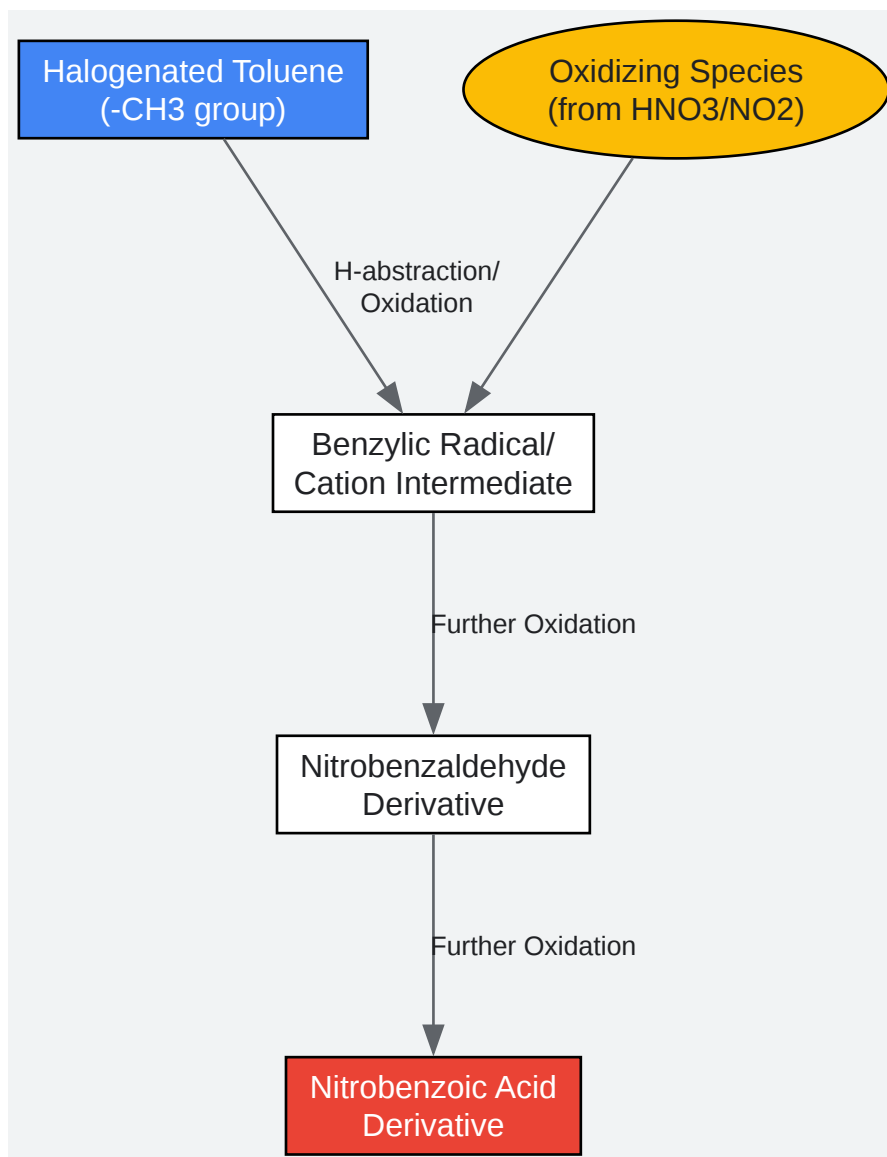 Halogenated Toluene
(-CH3 group)
Oxidizing Species
(from HNO3/NO2)
H-abstraction/
Oxidation
Benzylic Radical/
Cation Intermediate
Further Oxidation
Nitrobenzaldehyde
Derivative
Further Oxidation
Nitrobenzoic Acid
Derivative